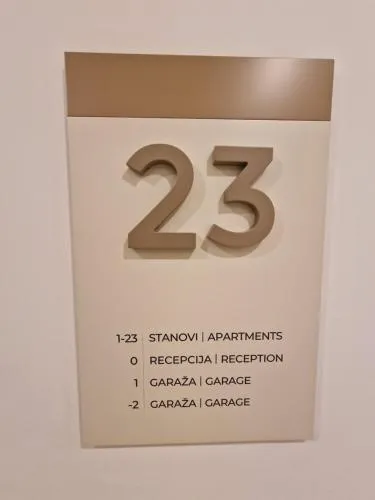 23
1-23 STANOVI | APARTMENTS
0 RECEPCIJA | RECEPTION
1 GARAŽA | GARAGE
-2 GARAŽA | GARAGE